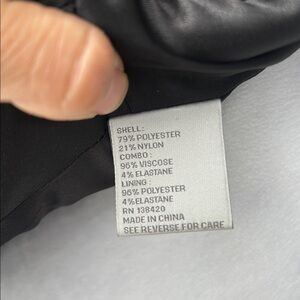 SHELL :
79% POLYESTER
21% NYLON
COMBO :
96% VISCOSE
4% ELASTANE
LINING :
96% POLYESTER
4%ELASTANE
RN 138420
MADE IN CHINA
SEE REVERSE FOR CARE